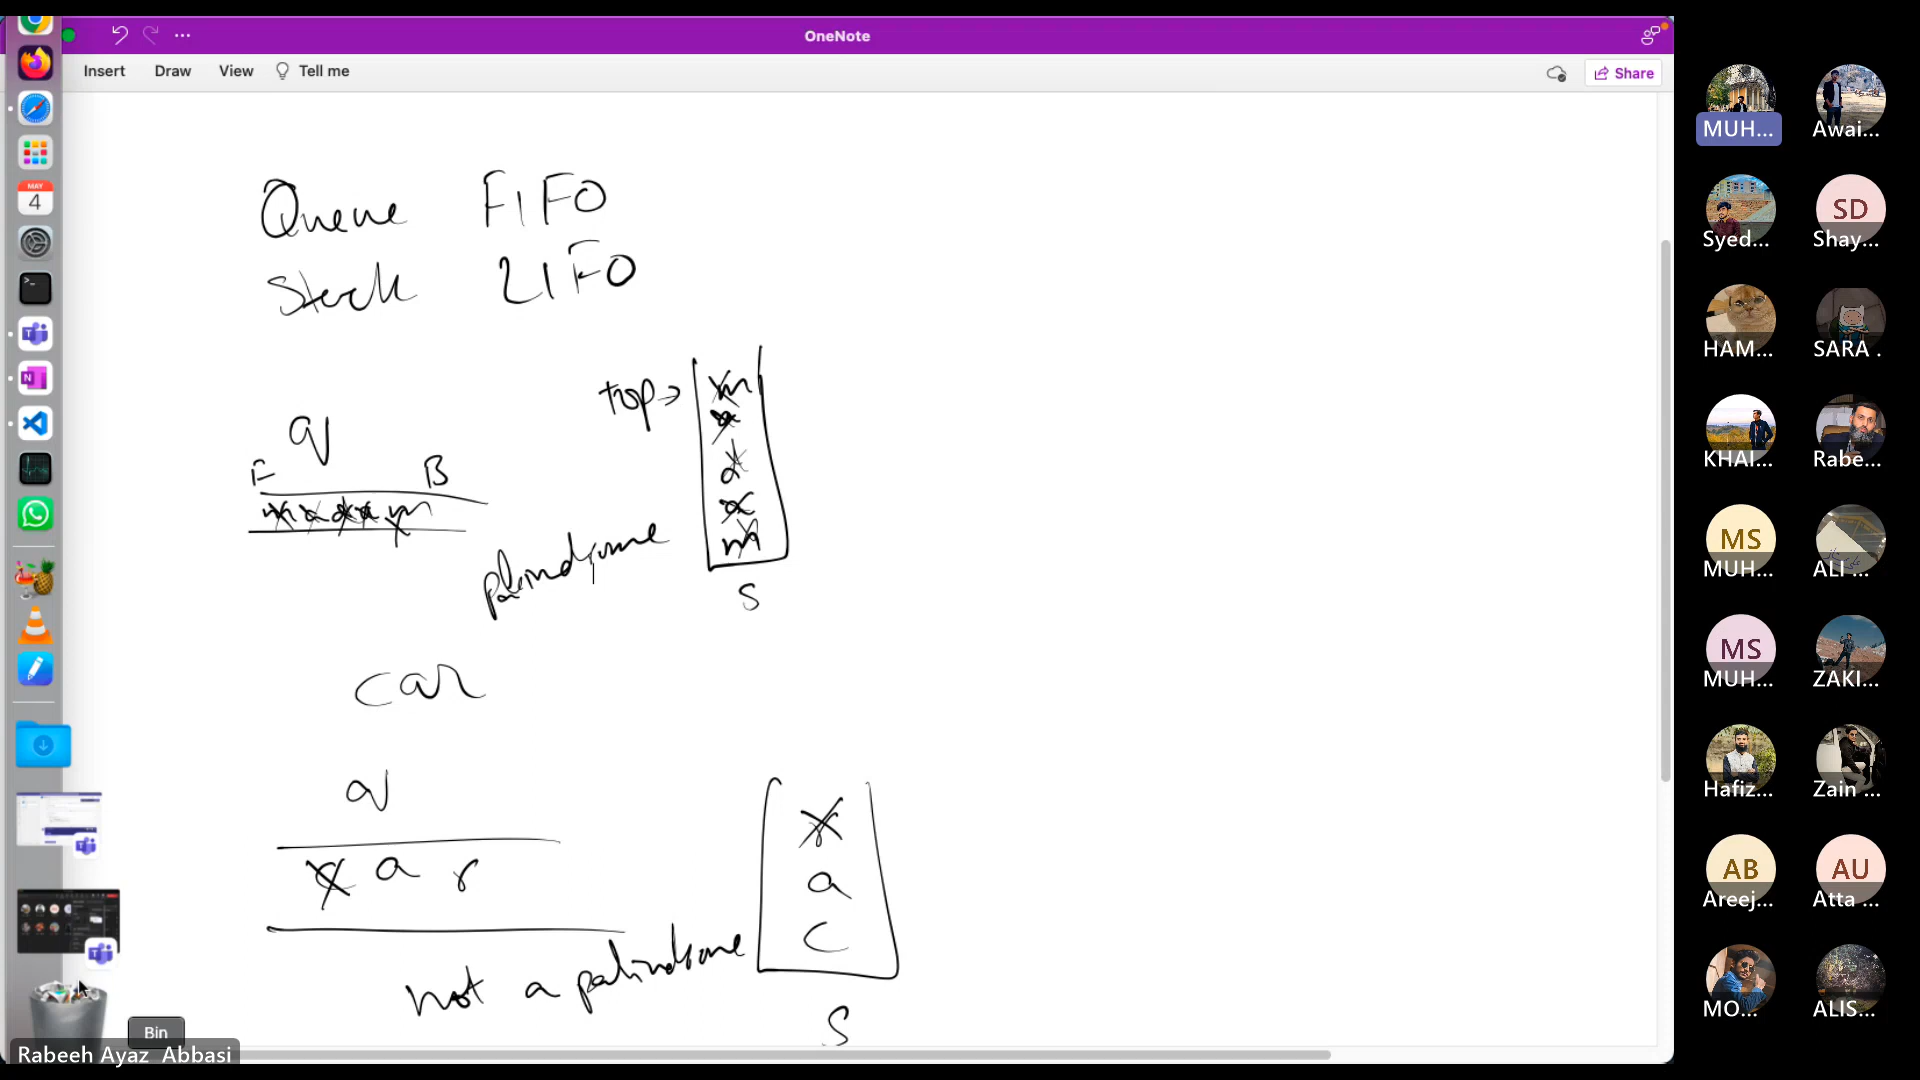 OneNote
Insert Draw View Tell me
Share
MAY
4
Queue FIFO
Stack LIFO
top →
m
a
d
a
m
S
q
F B
m a d a m
palindrome
car
q
c a r
r
a
c
S
not a palindrome
Bin
Rabeeh Ayaz Abbasi
MUH...
Awai...
Syed...
SD
Shay...
HAM...
SARA .
KHAI...
Rabe...
MS
MUH...
ALI ...
MS
MUH...
ZAKI...
Hafiz...
Zain ...
AB
Areej...
AU
Atta ...
MO...
ALIS...